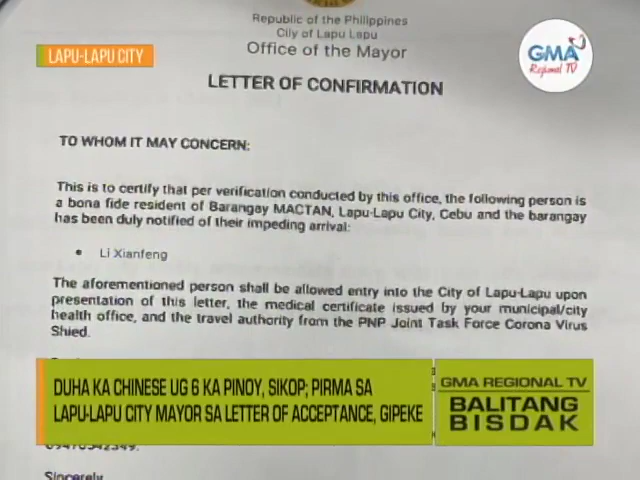 Republic of the Philippines
City of Lapu Lapu
Office of the Mayor
LAPU-LAPU CITY
GMA
Regional TV
LETTER OF CONFIRMATION
TO WHOM IT MAY CONCERN:
This is to certify that per verification conducted by this office, the following person is
a bona fide resident of Barangay MACTAN, Lapu-Lapu City, Cebu and the barangay
has been duly notified of their impeding arrival:
• Li Xianfeng
The aforementioned person shall be allowed entry into the City of Lapu-Lapu upon
presentation of this letter, the medical certificate issued by your municipal/city
health office, and the travel authority from the PNP Joint Task Force Corona Virus
Shied.
DUHA KA CHINESE UG 6 KA PINOY, SIKOP; PIRMA SA
LAPU-LAPU CITY MAYOR SA LETTER OF ACCEPTANCE, GIPEKE
GMA REGIONAL TV
BALITANG
BISDAK
Sincerely